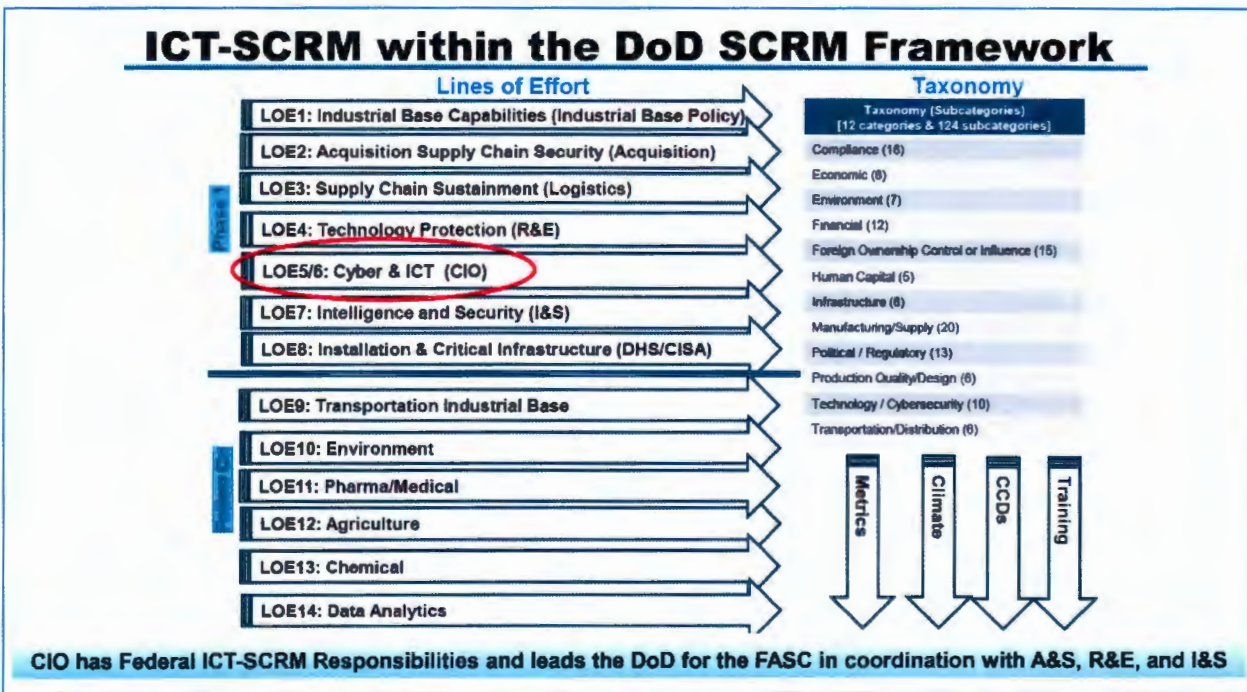 ICT-SCRM within the DoD SCRM Framework
Lines of Effort
Phase 1
LOE1: Industrial Base Capabilities (Industrial Base Policy)
LOE2: Acquisition Supply Chain Security (Acquisition)
LOE3: Supply Chain Sustainment (Logistics)
LOE4: Technology Protection (R&E)
LOE5/6: Cyber & ICT (CIO)
LOE7: Intelligence and Security (I&S)
LOE8: Installation & Critical Infrastructure (DHS/CISA)
LOE9: Transportation Industrial Base
LOE10: Environment
LOE11: Pharma/Medical
LOE12: Agriculture
LOE13: Chemical
LOE14: Data Analytics
Taxonomy
Taxonomy (Subcategories)
[12 categories & 124 subcategories]
Compliance (16)
Economic (8)
Environment (7)
Financial (12)
Foreign Ownership Control or Influence (15)
Human Capital (5)
Infrastructure (6)
Manufacturing/Supply (20)
Political / Regulatory (13)
Production Quality/Design (6)
Technology / Cybersecurity (10)
Transportation/Distribution (6)
Metrics
Climate
CCDs
Training
CIO has Federal ICT-SCRM Responsibilities and leads the DoD for the FASC in coordination with A&S, R&E, and I&S